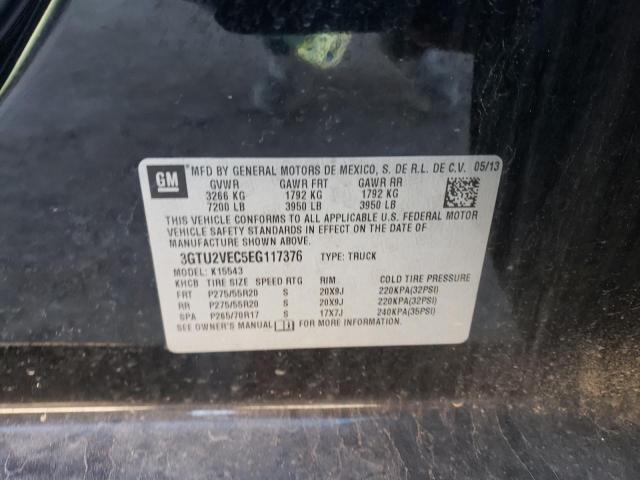 GM MFD BY GENERAL MOTORS DE MEXICO, S. DE R.L. DE C.V. 05/13
GVWR GAWR FRT GAWR RR
3266 KG 1792 KG 1792 KG
7200 LB 3950 LB 3950 LB
THIS VEHICLE CONFORMS TO ALL APPLICABLE U.S. FEDERAL MOTOR
VEHICLE SAFETY STANDARDS IN EFFECT ON THE DATE OF
MANUFACTURE SHOWN ABOVE.
3GTU2VEC5EG117376 TYPE: TRUCK
MODEL: K15543
KHCB TIRE SIZE SPEED RTG RIM COLD TIRE PRESSURE
FRT P275/55R20 S 20X9J 220KPA(32PSI)
RR P275/55R20 S 20X9J 220KPA(32PSI)
SPA P265/70R17 S 17X7J 240KPA(35PSI)
SEE OWNER'S MANUAL FOR MORE INFORMATION.